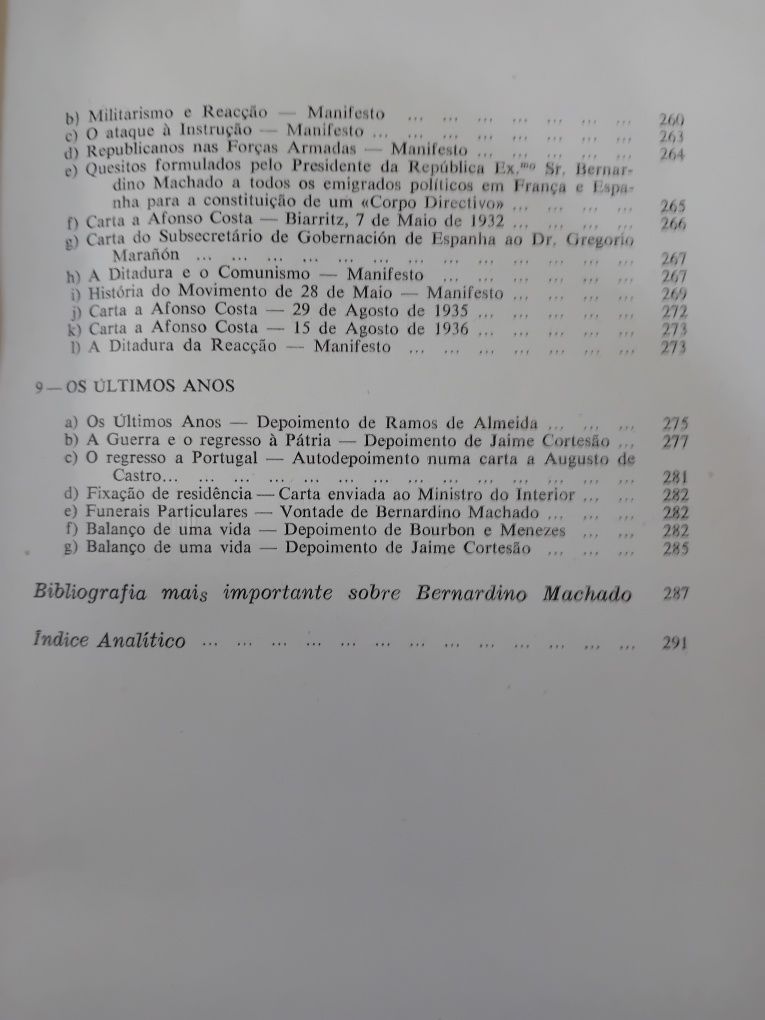 b) Militarismo e Reacção — Manifesto ... ... ... ... ... ... ... 260
c) O ataque à Instrução — Manifesto ... ... ... ... ... ... ... ... 263
d) Republicanos nas Forças Armadas — Manifesto ... ... ... ... ... 264
e) Quesitos formulados pelo Presidente da República Ex.mo Sr. Bernar-
dino Machado a todos os emigrados políticos em França e Espa-
nha para a constituição de um «Corpo Directivo» ... ... ... ... 265
f) Carta a Afonso Costa — Biarritz, 7 de Maio de 1932 ... ... ... ... 266
g) Carta do Subsecretário de Gobernación de Espanha ao Dr. Gregorio
Marañón ... ... ... ... ... ... ... ... ... ... ... ... ... 267
h) A Ditadura e o Comunismo — Manifesto ... ... ... ... ... ... 267
i) História do Movimento de 28 de Maio — Manifesto ... ... ... ... 269
j) Carta a Afonso Costa — 29 de Agosto de 1935 ... ... ... ... ... 272
k) Carta a Afonso Costa — 15 de Agosto de 1936 ... ... ... ... ... 273
l) A Ditadura da Reacção — Manifesto ... ... ... ... ... ... ... 273
9 — OS ÚLTIMOS ANOS
a) Os Últimos Anos — Depoimento de Ramos de Almeida ... ... ... 275
b) A Guerra e o regresso à Pátria — Depoimento de Jaime Cortesão ... 277
c) O regresso a Portugal — Autodepoimento numa carta a Augusto de
Castro... ... ... ... ... ... ... ... ... ... ... ... ... ... 281
d) Fixação de residência — Carta enviada ao Ministro do Interior ... ... 282
e) Funerais Particulares — Vontade de Bernardino Machado ... ... ... 282
f) Balanço de uma vida — Depoimento de Bourbon e Menezes ... ... 282
g) Balanço de uma vida — Depoimento de Jaime Cortesão ... ... ... 285
Bibliografia mais importante sobre Bernardino Machado 287
Índice Analítico ... ... ... ... ... ... ... ... ... ... ... ... ... 291